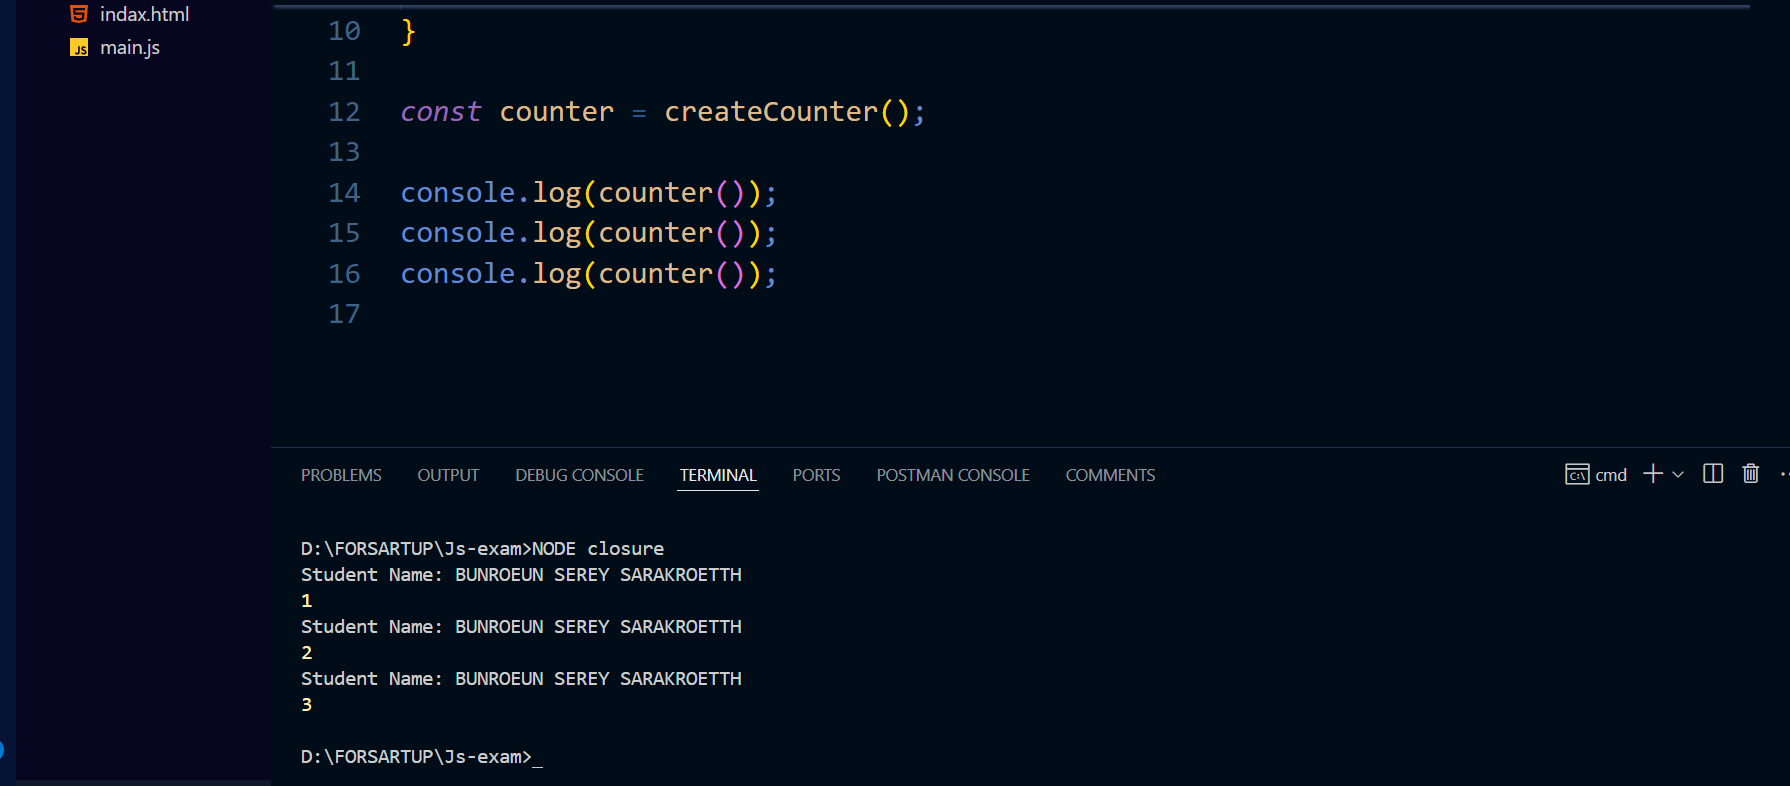 indax.html
main.js
10 }
11
12 const counter = createCounter();
13
14 console.log(counter());
15 console.log(counter());
16 console.log(counter());
17
PROBLEMS OUTPUT DEBUG CONSOLE TERMINAL PORTS POSTMAN CONSOLE COMMENTS cmd
D:\FORSARTUP\Js-exam>NODE closure
Student Name: BUNROEUN SEREY SARAKROETTH
1
Student Name: BUNROEUN SEREY SARAKROETTH
2
Student Name: BUNROEUN SEREY SARAKROETTH
3
D:\FORSARTUP\Js-exam>_